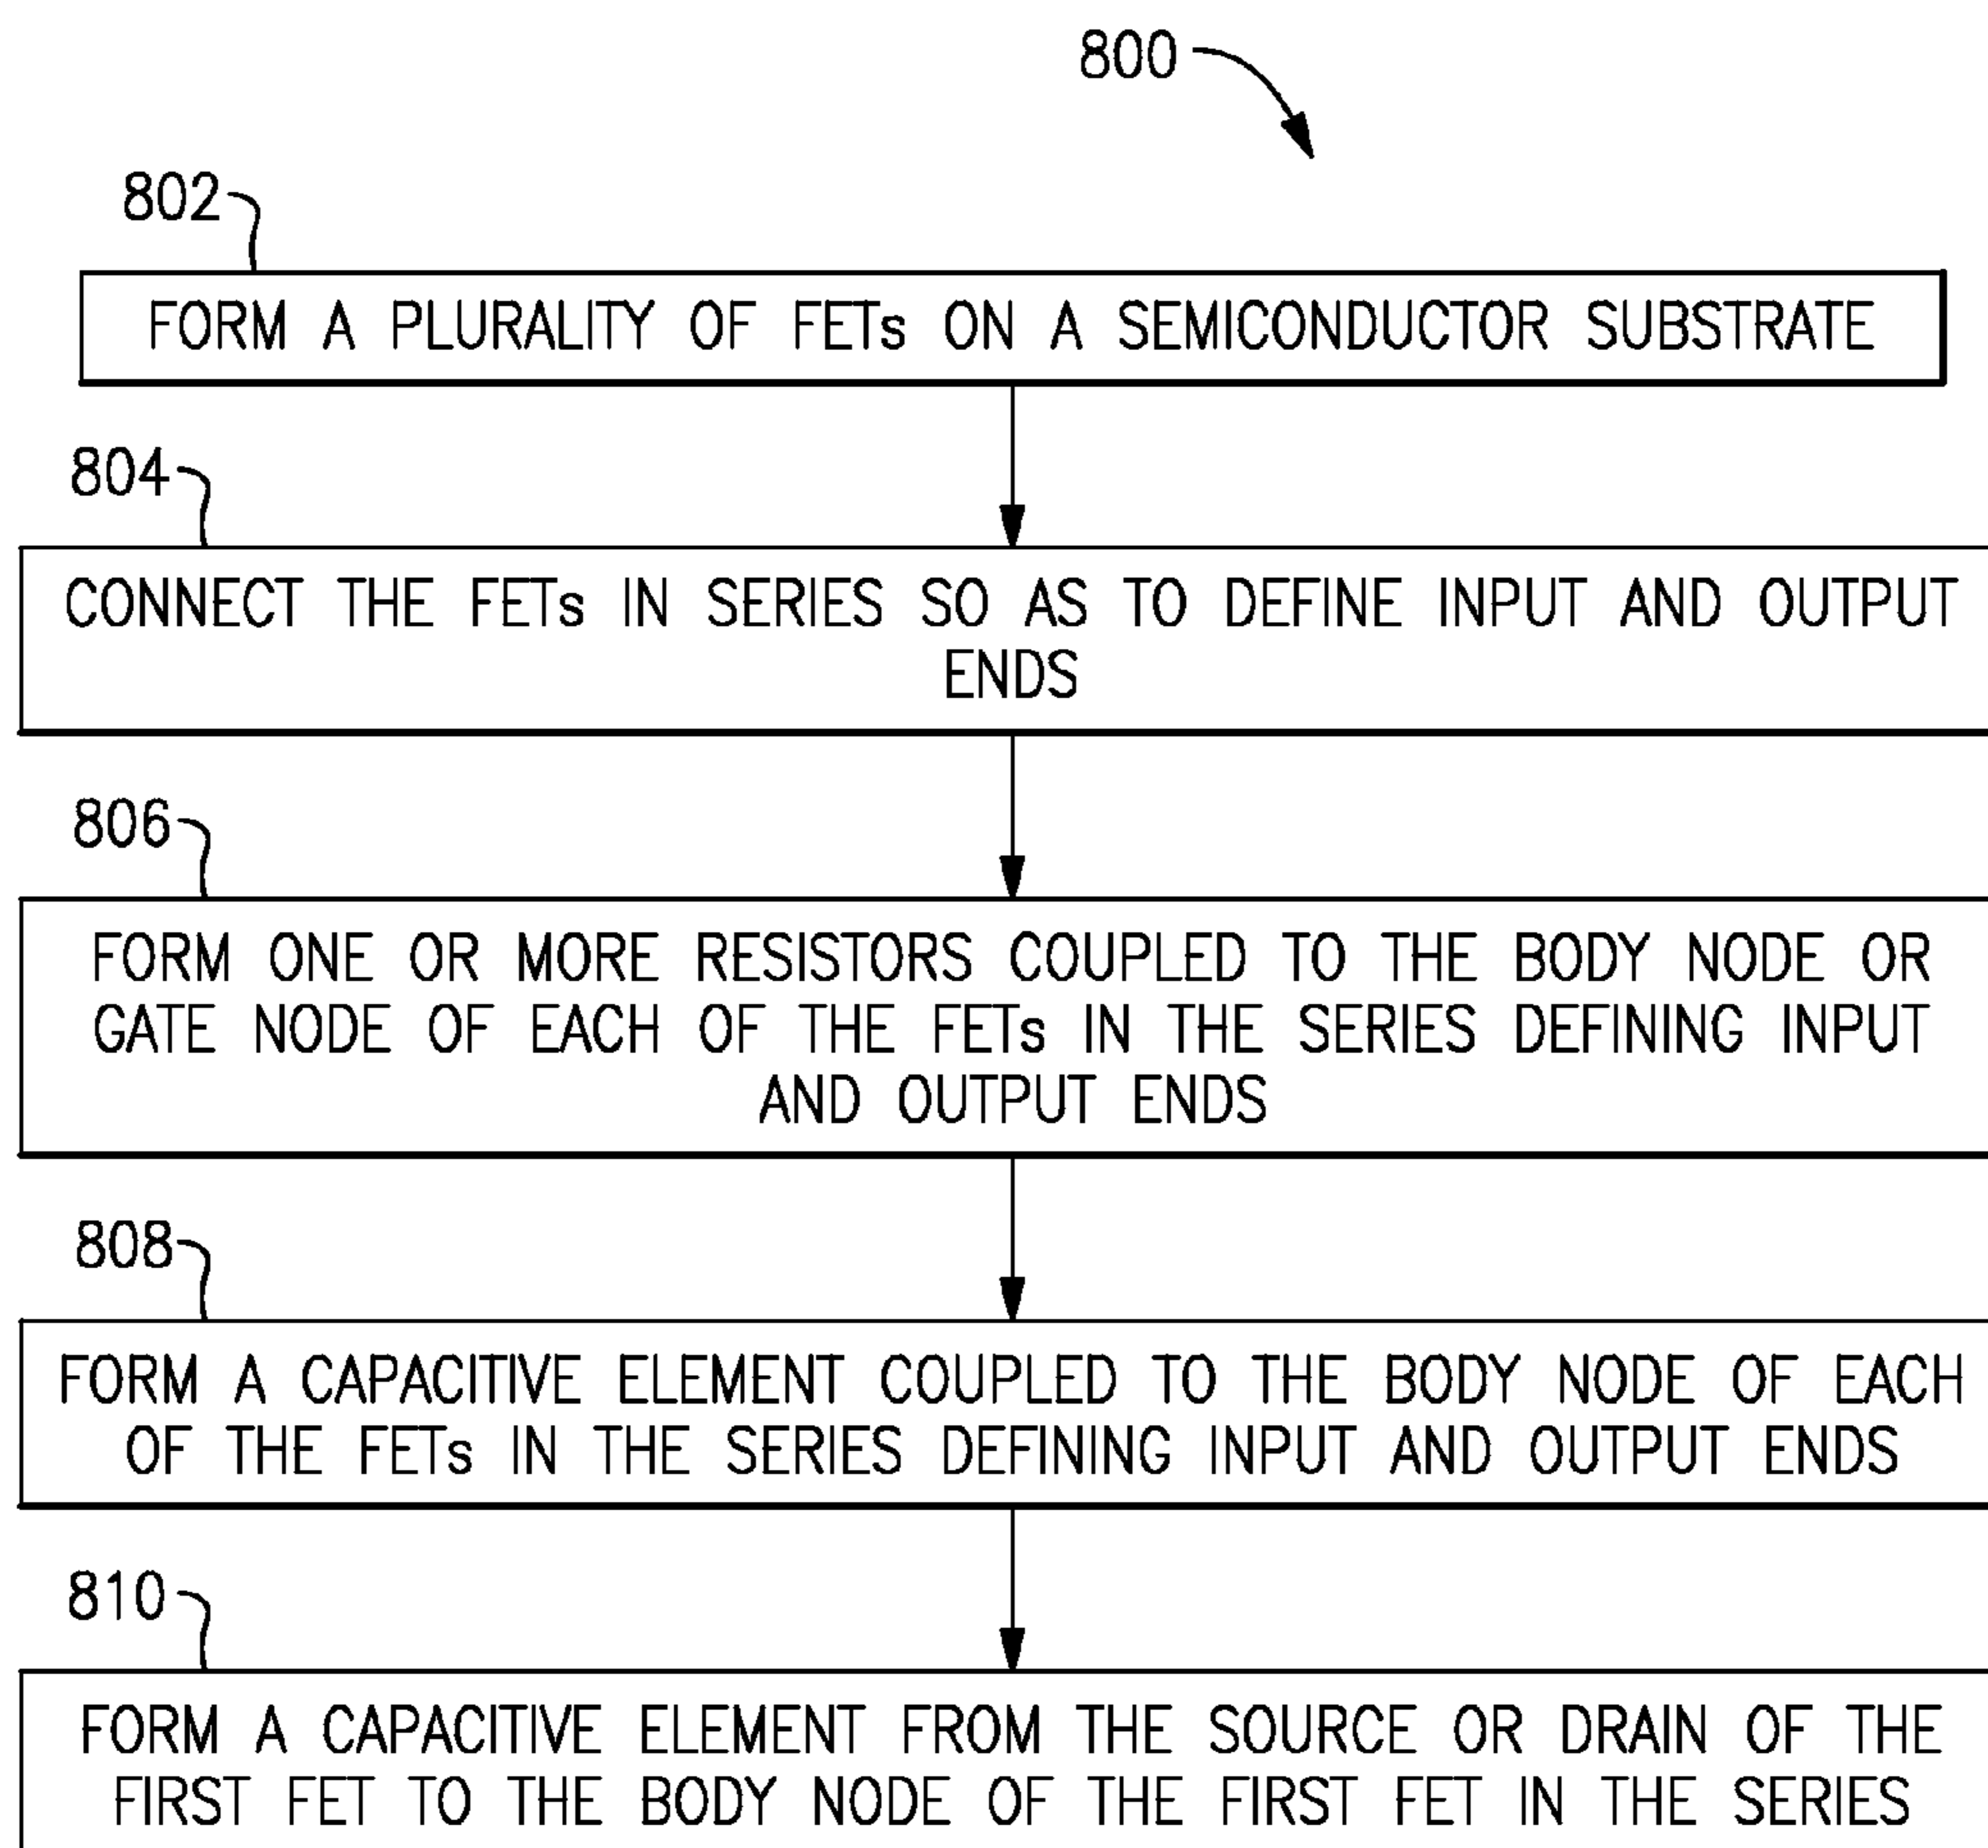 800
802
FORM A PLURALITY OF FETs ON A SEMICONDUCTOR SUBSTRATE
804
CONNECT THE FETs IN SERIES SO AS TO DEFINE INPUT AND OUTPUT
ENDS
806
FORM ONE OR MORE RESISTORS COUPLED TO THE BODY NODE OR
GATE NODE OF EACH OF THE FETs IN THE SERIES DEFINING INPUT
AND OUTPUT ENDS
808
FORM A CAPACITIVE ELEMENT COUPLED TO THE BODY NODE OF EACH
OF THE FETs IN THE SERIES DEFINING INPUT AND OUTPUT ENDS
810
FORM A CAPACITIVE ELEMENT FROM THE SOURCE OR DRAIN OF THE
FIRST FET TO THE BODY NODE OF THE FIRST FET IN THE SERIES